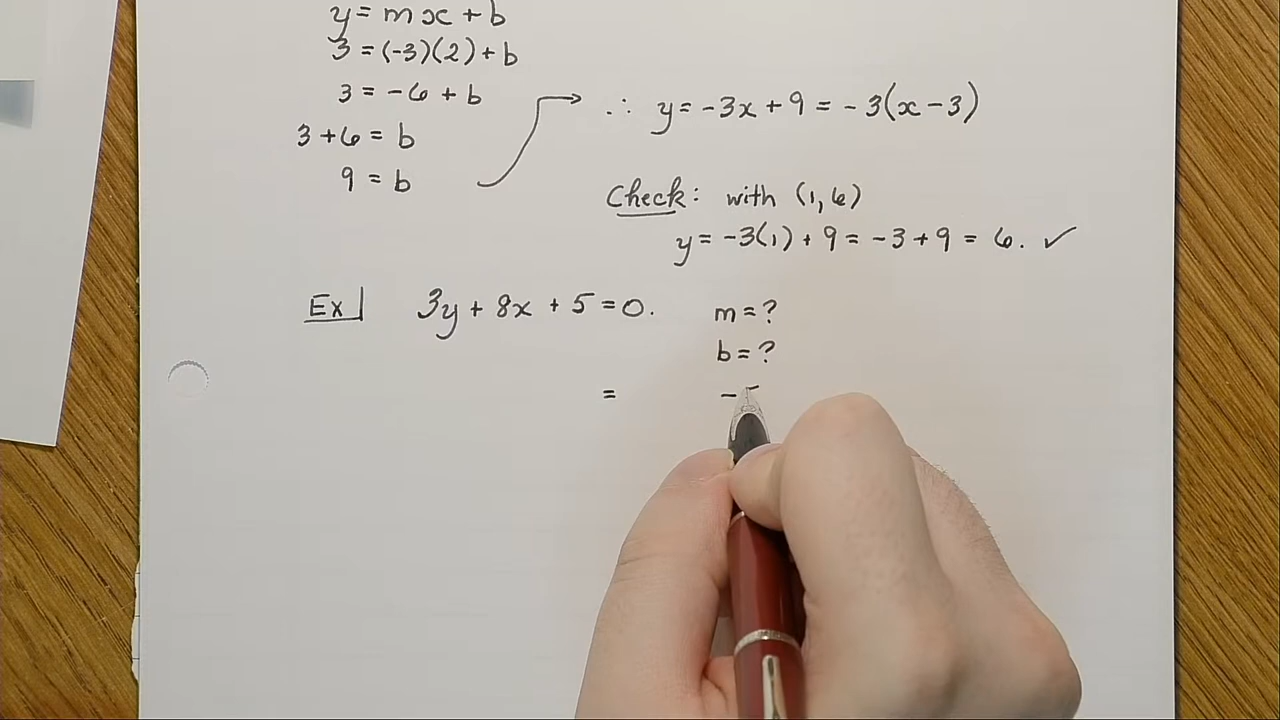 y = mx + b
3 = (-3)(2) + b
3 = -6 + b
3 + 6 = b
9 = b
∴ y = -3x + 9 = -3(x - 3)
Check: with (1, 6)
y = -3(1) + 9 = -3 + 9 = 6. ✓
Ex 3y + 8x + 5 = 0. m = ?
b = ?
= -